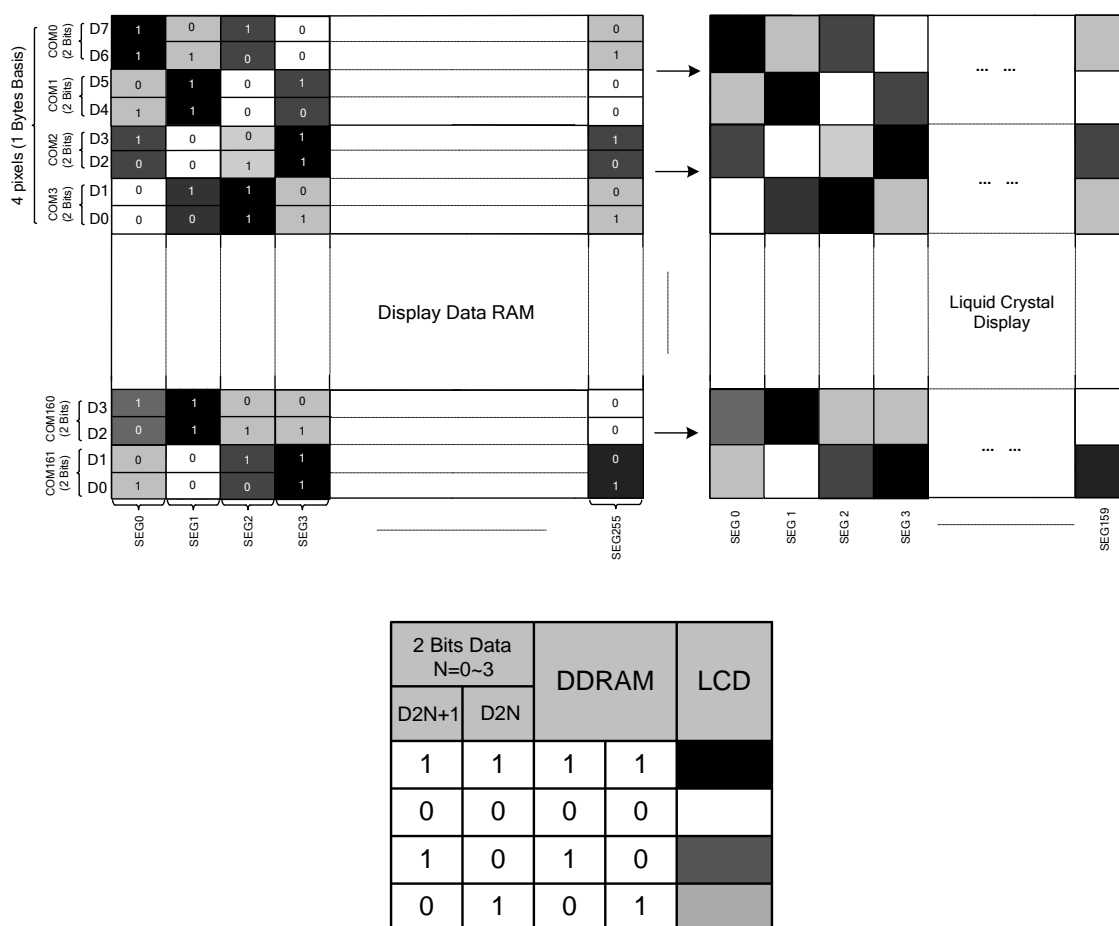 4 pixels (1 Bytes Basis)
COM0
(2 Bits)
D7 1 0 1 0 0
D6 1 1 0 0 1
COM1
(2 Bits)
D5 0 1 0 1 0
D4 1 1 0 0 0
COM2
(2 Bits)
D3 1 0 0 1 1
D2 0 0 1 1 0
COM3
(2 Bits)
D1 0 1 1 0 0
D0 0 0 1 1 1
... ...
... ...
Display Data RAM
Liquid Crystal
Display
COM160
(2 Bits)
D3 1 1 0 0 0
D2 0 1 1 1 0
COM161
(2 Bits)
D1 0 0 1 1 0
D0 1 0 0 1 1
... ...
SEG0 SEG1 SEG2 SEG3 SEG255
SEG 0 SEG 1 SEG 2 SEG 3 SEG159
2 Bits Data
N=0~3
DDRAM LCD
D2N+1 D2N
1 1 1 1
0 0 0 0
1 0 1 0
0 1 0 1